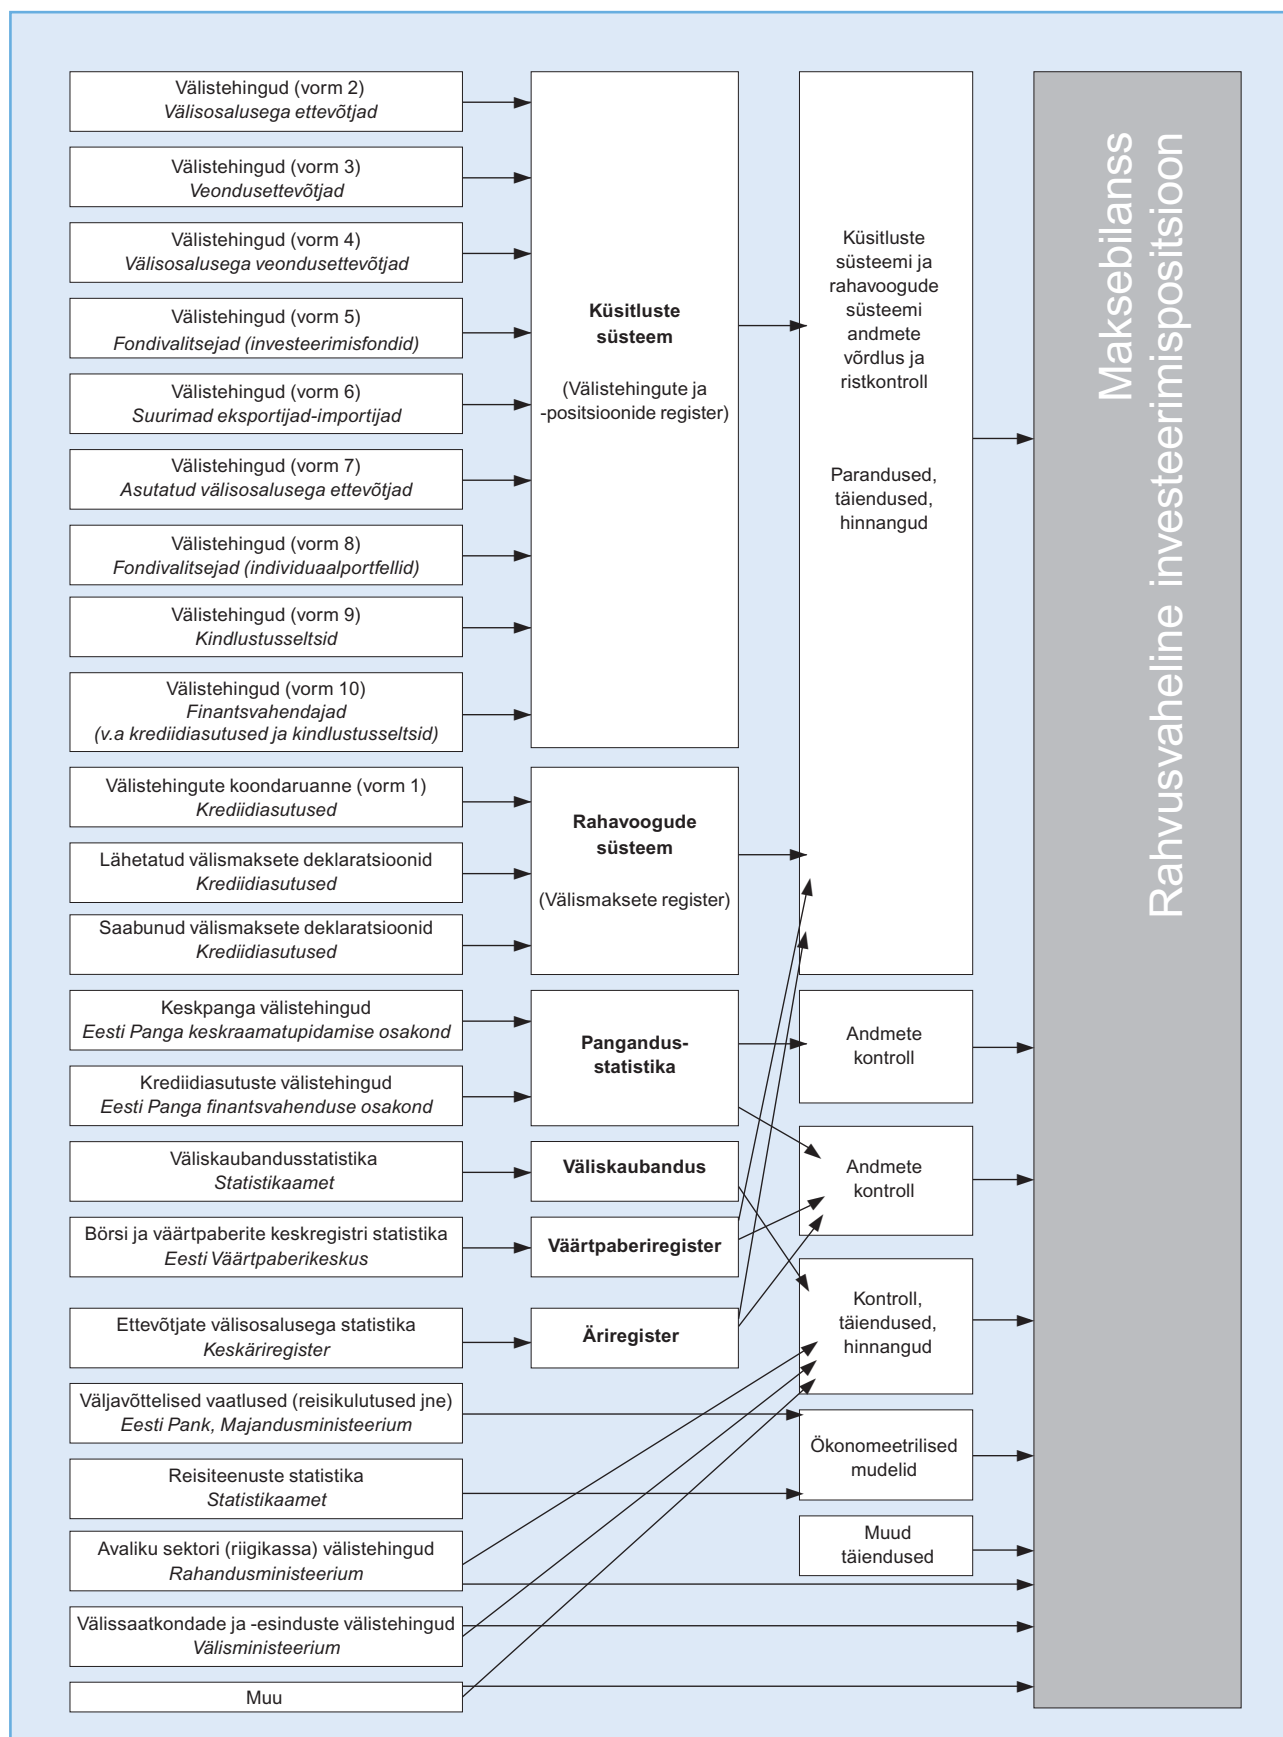 Välistehingud (vorm 2)
Välisosalusega ettevõtjad
Välistehingud (vorm 3)
Veondusettevõtjad
Välistehingud (vorm 4)
Välisosalusega veondusettevõtjad
Välistehingud (vorm 5)
Fondivalitsejad (investeerimisfondid)
Välistehingud (vorm 6)
Suurimad eksportijad-importijad
Välistehingud (vorm 7)
Asutatud välisosalusega ettevõtjad
Välistehingud (vorm 8)
Fondivalitsejad (individuaalportfellid)
Välistehingud (vorm 9)
Kindlustusseltsid
Välistehingud (vorm 10)
Finantsvahendajad
(v.a krediidiasutused ja kindlustusseltsid)
Välistehingute koondaruanne (vorm 1)
Krediidiasutused
Lähetatud välismaksete deklaratsioonid
Krediidiasutused
Saabunud välismaksete deklaratsioonid
Krediidiasutused
Keskpanga välistehingud
Eesti Panga keskraamatupidamise osakond
Krediidiasutuste välistehingud
Eesti Panga finantsvahenduse osakond
Väliskaubandusstatistika
Statistikaamet
Börsi ja väärtpaberite keskregistri statistika
Eesti Väärtpaberikeskus
Ettevõtjate välisosalusega statistika
Keskäriregister
Väljavõttelised vaatlused (reisikulutused jne)
Eesti Pank, Majandusministeerium
Reisiteenuste statistika
Statistikaamet
Avaliku sektori (riigikassa) välistehingud
Rahandusministeerium
Välissaatkondade ja -esinduste välistehingud
Välisministeerium
Muu
Küsitluste
süsteem
(Välistehingute ja
-positsioonide register)
Rahavoogude
süsteem
(Välismaksete register)
Pangandus-
statistika
Väliskaubandus
Väärtpaberiregister
Äriregister
Küsitluste
süsteemi ja
rahavoogude
süsteemi
andmete
võrdlus ja
ristkontroll
Parandused,
täiendused,
hinnangud
Andmete
kontroll
Andmete
kontroll
Kontroll,
täiendused,
hinnangud
Ökonomeetrilised
mudelid
Muud
täiendused
Maksebilanss
Rahvusvaheline investeerimispositsioon